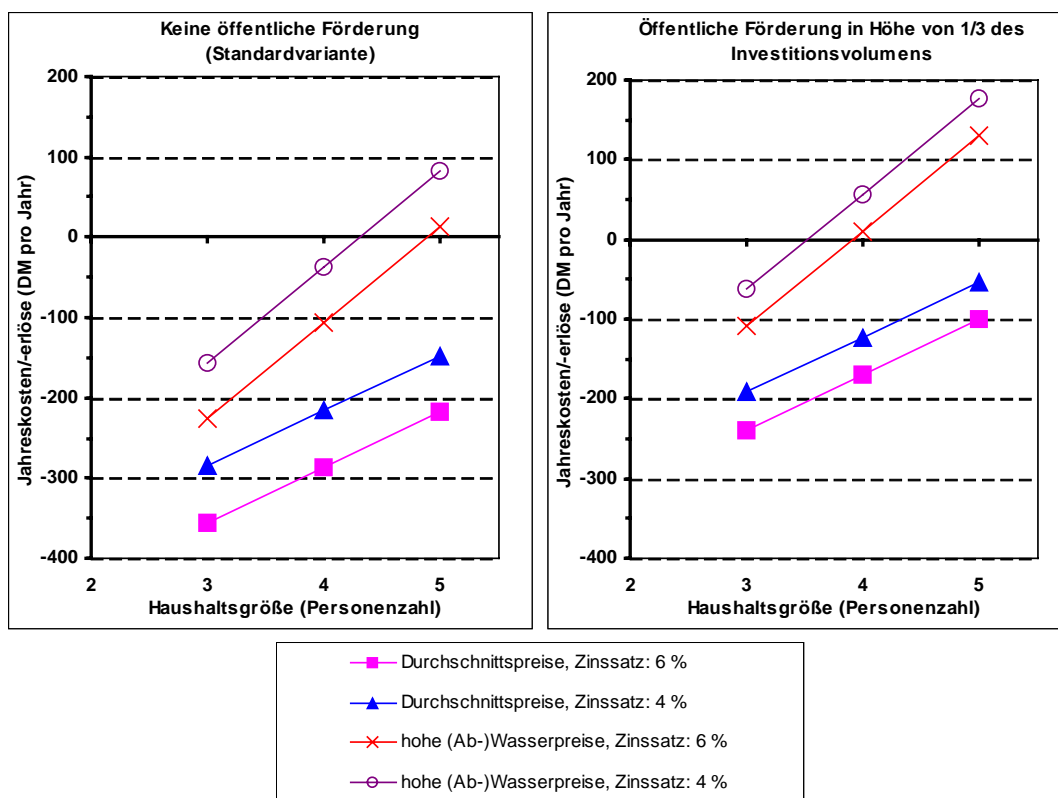 Keine öffentliche Förderung
(Standardvariante)
200
100
0
-100
-200
-300
-400
2 3 4 5
Haushaltsgröße (Personenzahl)
Jahreskosten/-erlöse (DM pro Jahr)
Öffentliche Förderung in Höhe von 1/3 des
Investitionsvolumens
200
100
0
-100
-200
-300
-400
2 3 4 5
Haushaltsgröße (Personenzahl)
Jahreskosten/-erlöse (DM pro Jahr)
Durchschnittspreise, Zinssatz: 6 %
Durchschnittspreise, Zinssatz: 4 %
hohe (Ab-)Wasserpreise, Zinssatz: 6 %
hohe (Ab-)Wasserpreise, Zinssatz: 4 %